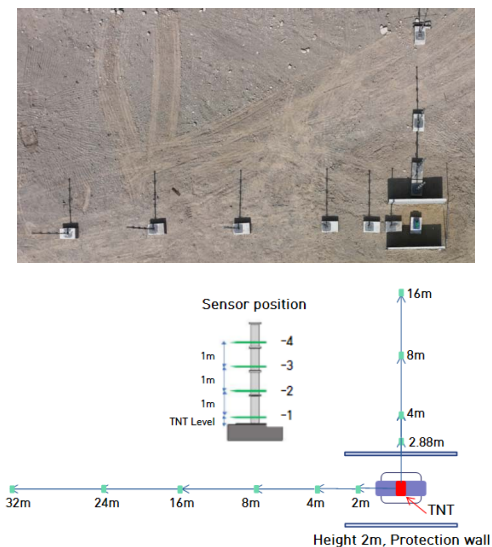 16m
Sensor position
-4
1m
-3
8m
1m
-2
1m
4m
TNT Level
-1
2.88m
32m
24m
16m
8m
4m
2m
TNT
Height 2m, Protection wall